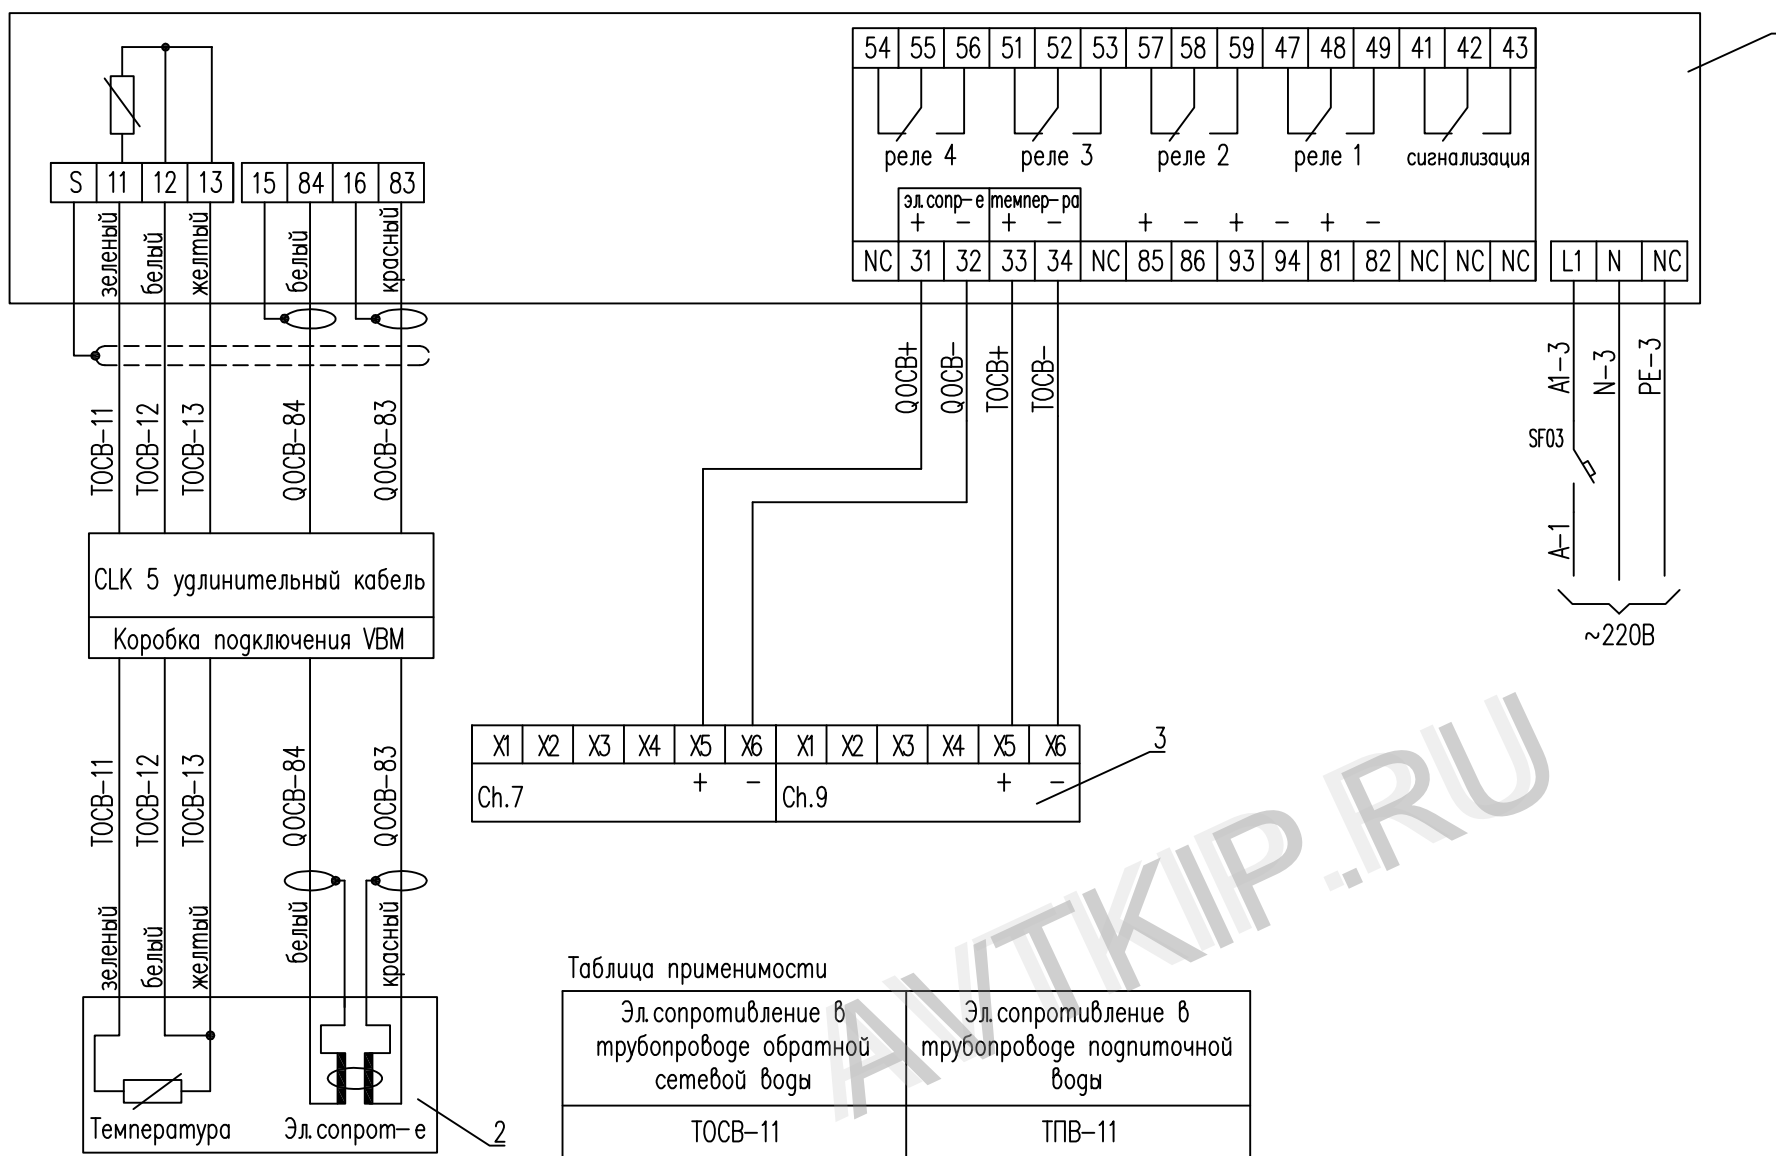 54 55 56 51 52 53 57 58 59 47 48 49 41 42 43
реле 4 реле 3 реле 2 реле 1 сигнализация
S 11 12 13 15 84 16 83
эл.сопр-е темпер-ра
+ - + - + - + - + -
NC 31 32 33 34 NC 85 86 93 94 81 82 NC NC NC
L1 N NC
зеленый белый желтый белый красный
QОСВ+ QОСВ- ТОСВ+ ТОСВ-
A1-3 N-3 PE-3
SF03
ТОСВ-11 ТОСВ-12 ТОСВ-13 QОСВ-84 QОСВ-83
A-1
CLK 5 удлинительный кабель
Коробка подключения VBM
~220В
X1 X2 X3 X4 X5 X6 X1 X2 X3 X4 X5 X6
+ - + -
Ch.7 Ch.9
3
ТОСВ-11 ТОСВ-12 ТОСВ-13 QОСВ-84 QОСВ-83
зеленый белый желтый белый красный
AVTKIP.RU
Температура Эл.сопрот-е
2
Таблица применимости
Эл.сопротивление в
трубопроводе обратной
сетевой воды
Эл.сопротивление в
трубопроводе подпиточной
воды
ТОСВ-11 ТПВ-11